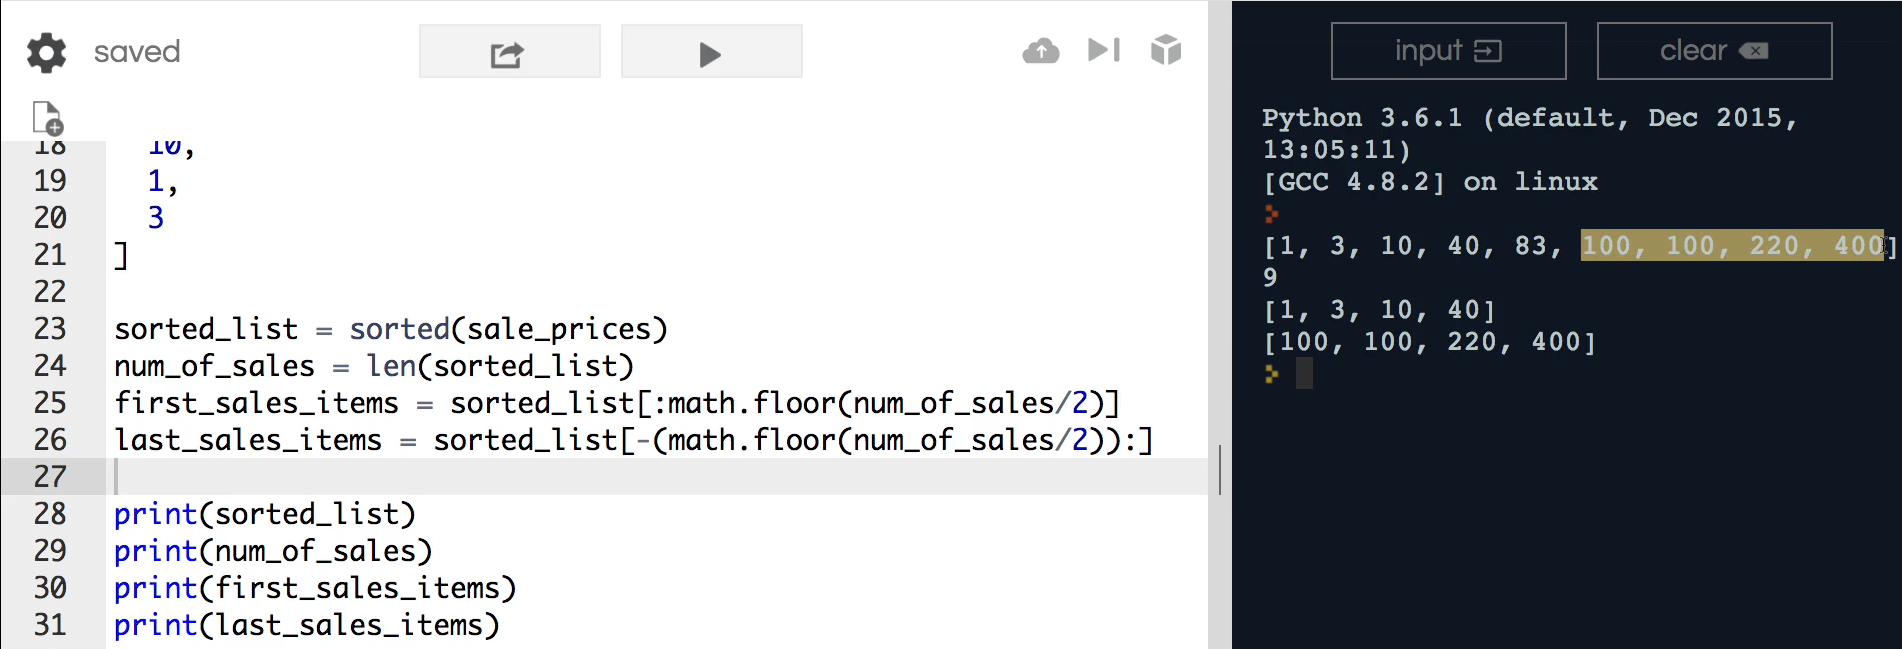 saved
input
clear
18 10,
19 1,
20 3
21 ]
22
23 sorted_list = sorted(sale_prices)
24 num_of_sales = len(sorted_list)
25 first_sales_items = sorted_list[:math.floor(num_of_sales/2)]
26 last_sales_items = sorted_list[-(math.floor(num_of_sales/2)):]
27
28 print(sorted_list)
29 print(num_of_sales)
30 print(first_sales_items)
31 print(last_sales_items)
Python 3.6.1 (default, Dec 2015,
13:05:11)
[GCC 4.8.2] on linux
[1, 3, 10, 40, 83, 100, 100, 220, 400]
9
[1, 3, 10, 40]
[100, 100, 220, 400]